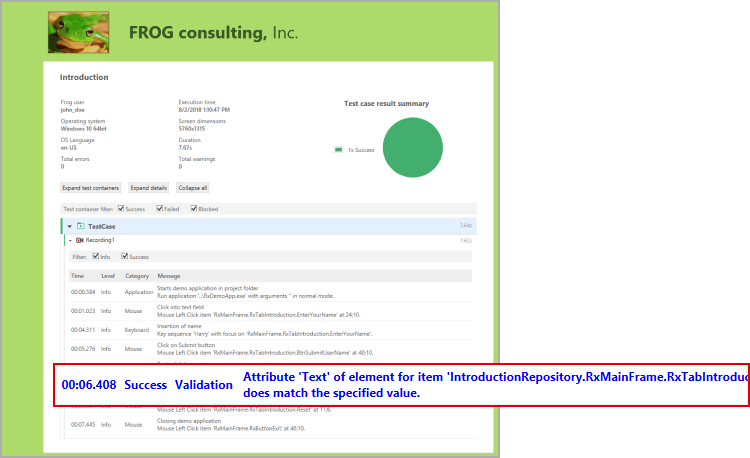 FROG consulting, Inc.
Introduction
Frog user
john_doe
Execution time
8/2/2018 1:10:47 PM
Operating system
Windows 10 64bit
Screen dimensions
5760x1315
OS Language
en-US
Duration
7.67s
Total errors
0
Total warnings
0
Test case result summary
1x Success
Expand test containers Expand details Collapse all
Test container filter: Success Failed Blocked
TestCase 7.64s
Recording1 7.62s
Filter: Info Success
Time Level Category Message
00:00.584 Info Application Starts demo application in project folder
Run application '..\RxDemoApp.exe' with arguments '' in normal mode.
00:01.023 Info Mouse Click into text field
Mouse Left Click item 'RxMainFrame.RxTabIntroduction.EnterYourName' at 24;10.
00:04.311 Info Keyboard Insertion of name
Key sequence 'Harry' with focus on 'RxMainFrame.RxTabIntroduction.EnterYourName'.
00:05.276 Info Mouse Click on Submit button
Mouse Left Click item 'RxMainFrame.RxTabIntroduction.BtnSubmitUserName' at 40;10.
00:06.408 Success Validation Attribute 'Text' of element for item 'IntroductionRepository.RxMainFrame.RxTabIntroduc
does match the specified value.
Mouse Left Click item 'RxMainFrame.RxTabIntroduction.Reset' at 11;6.
00:07.445 Info Mouse Closing demo application
Mouse Left Click item 'RxMainFrame.RxButtonExit' at 48;10.